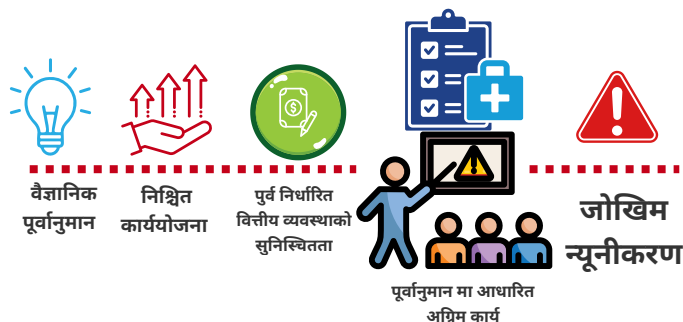 वैज्ञानिक
पूर्वानुमान
निश्चित
कार्ययोजना
पुर्व निर्धारित
वित्तीय व्यवस्थाको
सुनिस्चितता
पूर्वानुमान मा आधारित
अग्रिम कार्य
जोखिम
न्यूनीकरण